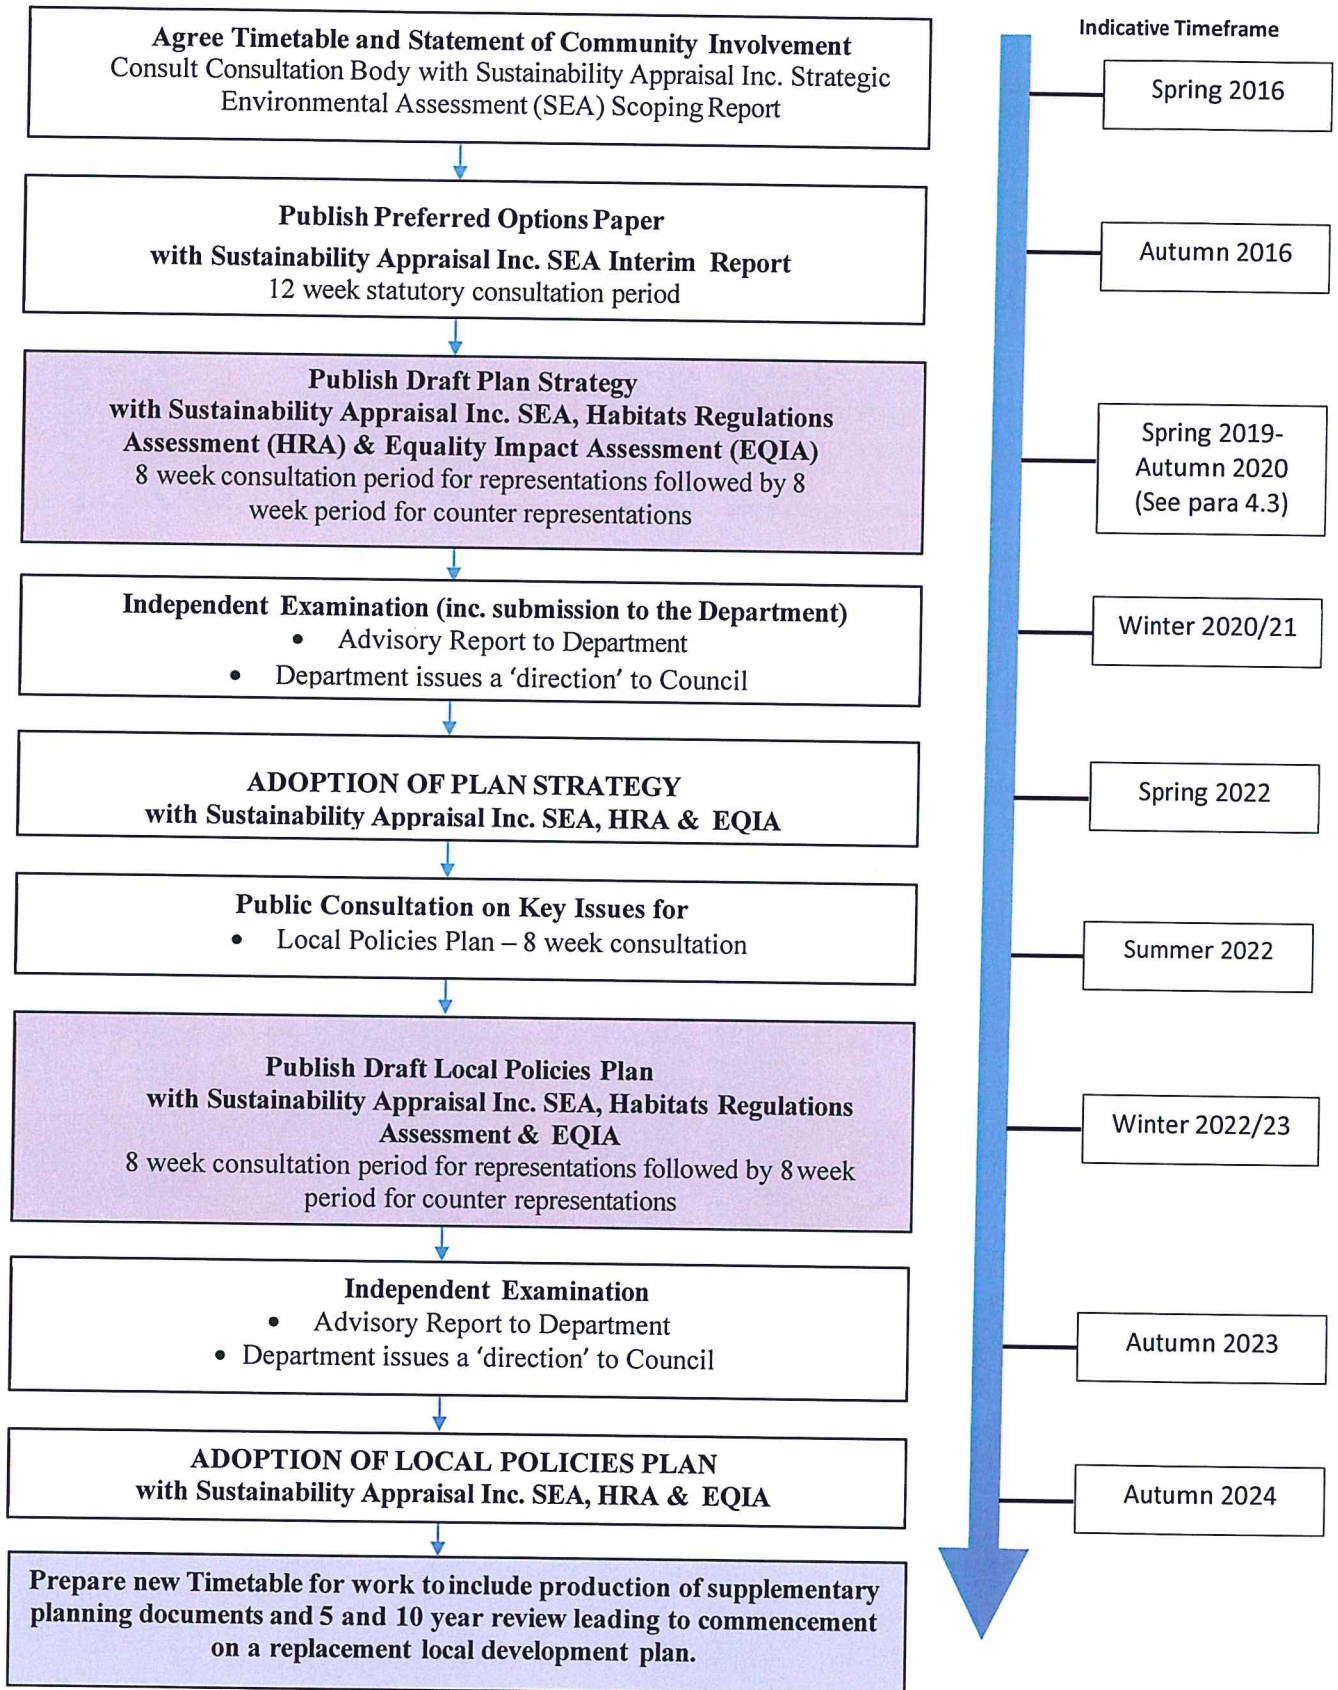 Agree Timetable and Statement of Community Involvement
Consult Consultation Body with Sustainability Appraisal Inc. Strategic
Environmental Assessment (SEA) Scoping Report
Publish Preferred Options Paper
with Sustainability Appraisal Inc. SEA Interim Report
12 week statutory consultation period
Publish Draft Plan Strategy
with Sustainability Appraisal Inc. SEA, Habitats Regulations
Assessment (HRA) & Equality Impact Assessment (EQIA)
8 week consultation period for representations followed by 8
week period for counter representations
Independent Examination (inc. submission to the Department)
• Advisory Report to Department
• Department issues a 'direction' to Council
ADOPTION OF PLAN STRATEGY
with Sustainability Appraisal Inc. SEA, HRA & EQIA
Public Consultation on Key Issues for
• Local Policies Plan – 8 week consultation
Publish Draft Local Policies Plan
with Sustainability Appraisal Inc. SEA, Habitats Regulations
Assessment & EQIA
8 week consultation period for representations followed by 8 week
period for counter representations
Independent Examination
• Advisory Report to Department
• Department issues a 'direction' to Council
ADOPTION OF LOCAL POLICIES PLAN
with Sustainability Appraisal Inc. SEA, HRA & EQIA
Prepare new Timetable for work to include production of supplementary
planning documents and 5 and 10 year review leading to commencement
on a replacement local development plan.
Indicative Timeframe
Spring 2016
Autumn 2016
Spring 2019-
Autumn 2020
(See para 4.3)
Winter 2020/21
Spring 2022
Summer 2022
Winter 2022/23
Autumn 2023
Autumn 2024